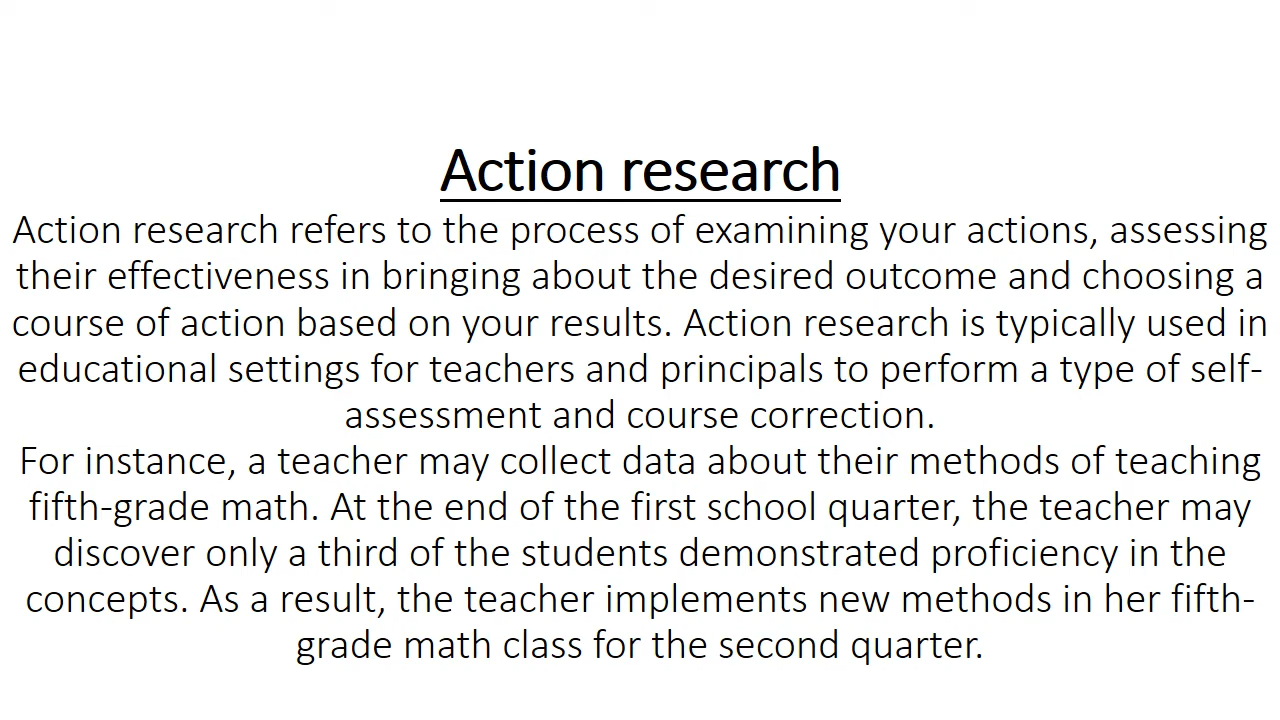 Action research
Action research refers to the process of examining your actions, assessing
their effectiveness in bringing about the desired outcome and choosing a
course of action based on your results. Action research is typically used in
educational settings for teachers and principals to perform a type of self-
assessment and course correction.
For instance, a teacher may collect data about their methods of teaching
fifth-grade math. At the end of the first school quarter, the teacher may
discover only a third of the students demonstrated proficiency in the
concepts. As a result, the teacher implements new methods in her fifth-
grade math class for the second quarter.